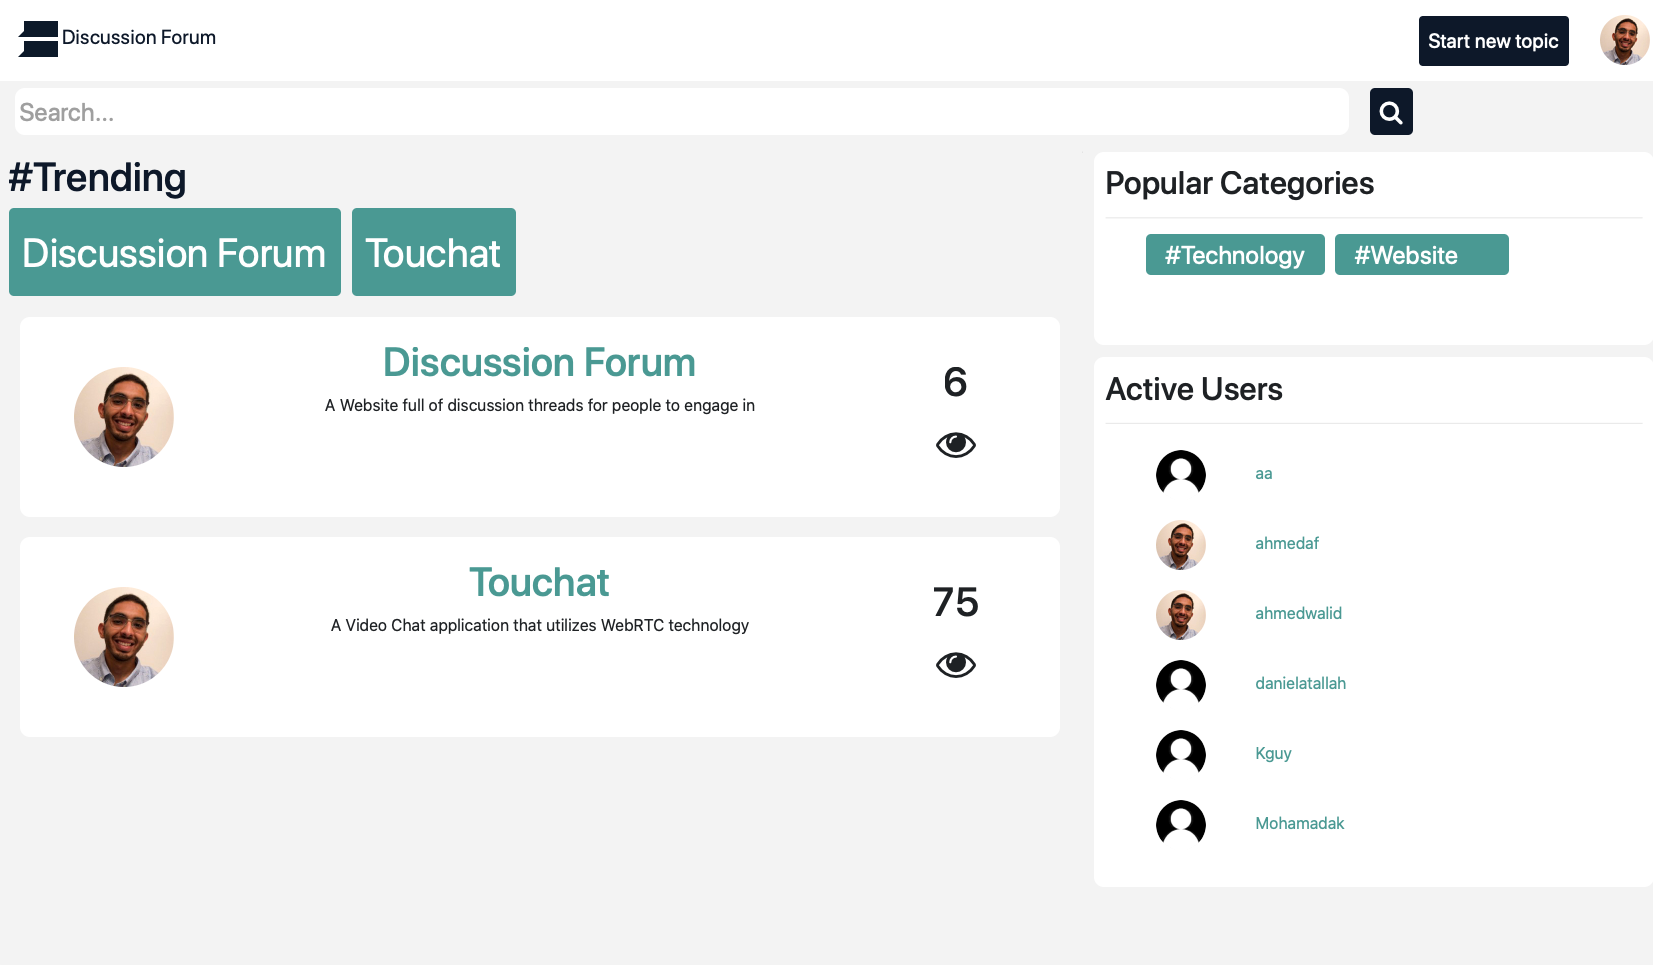 Discussion Forum
Start new topic
Search...
#Trending
Discussion Forum
Touchat
Discussion Forum
A Website full of discussion threads for people to engage in
6
Touchat
A Video Chat application that utilizes WebRTC technology
75
Popular Categories
#Technology
#Website
Active Users
aa
ahmedaf
ahmedwalid
danielatallah
Kguy
Mohamadak